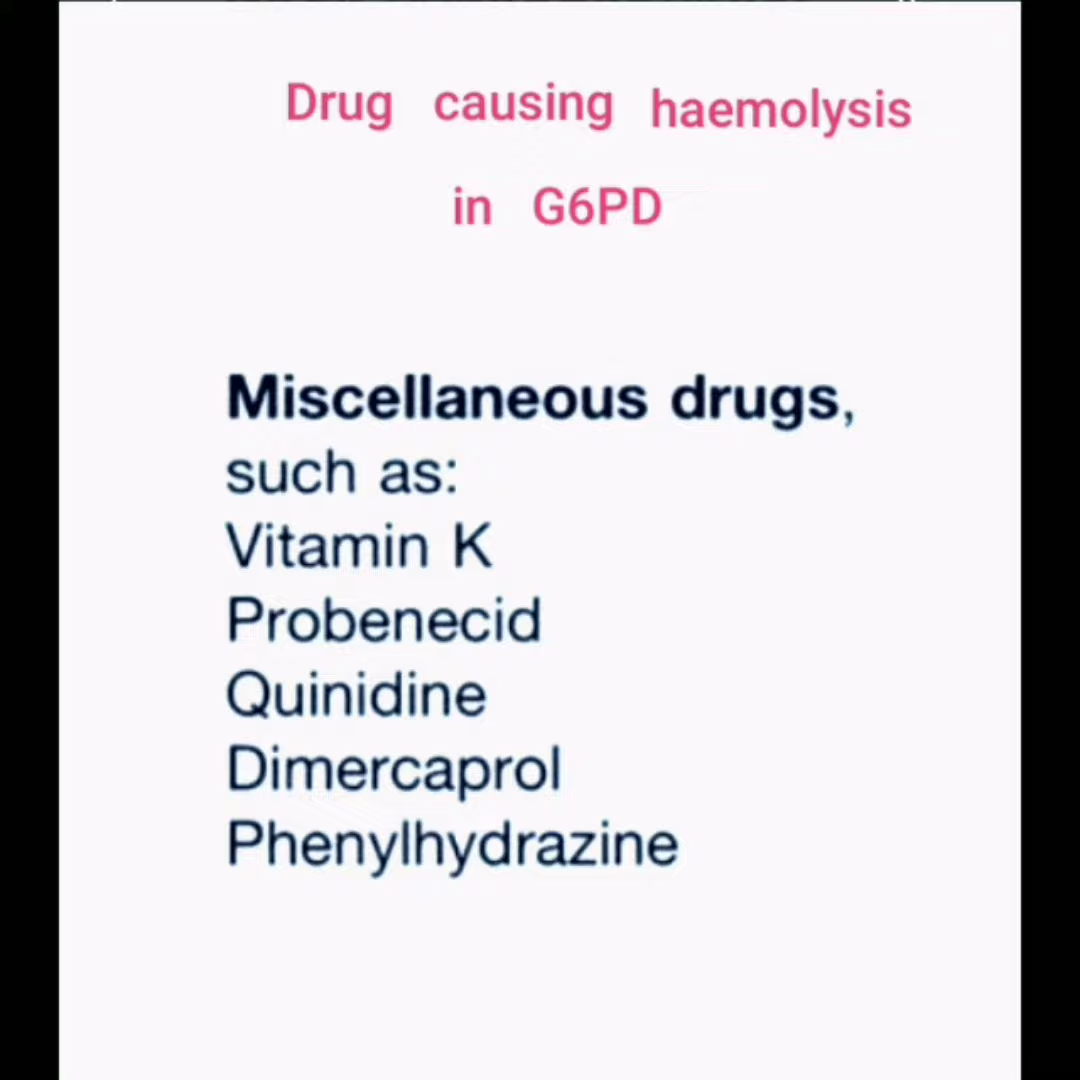 Drug causing haemolysis
in G6PD
Miscellaneous drugs,
such as:
Vitamin K
Probenecid
Quinidine
Dimercaprol
Phenylhydrazine